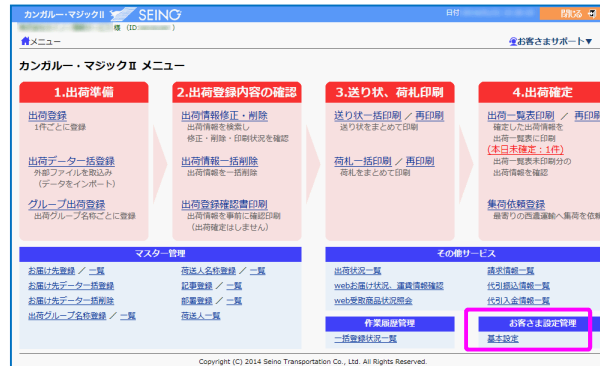 カンガルー・マジックⅡ SEINO
日付
閉じる
様 (ID: )
メニュー
お客さまサポート▼
カンガルー・マジックⅡ メニュー
1.出荷準備
出荷登録
1件ごとに登録
出荷データ一括登録
外部ファイルを取込み
(データをインポート)
グループ出荷登録
出荷グループ名称ごとに登録
2.出荷登録内容の確認
出荷情報修正・削除
出荷情報を検索し
修正・削除・印刷状況を確認
出荷情報一括削除
出荷情報を一括削除
出荷登録確認書印刷
出荷情報を事前に確認印刷
(出荷確定はしません)
3.送り状、荷札印刷
送り状一括印刷 / 再印刷
送り状をまとめて印刷
荷札一括印刷 / 再印刷
荷札をまとめて印刷
4.出荷確定
出荷一覧表印刷 / 再印刷
確定した出荷情報を
出荷一覧表に印刷
(本日未確定：1件)
出荷一覧表未印刷分の
出荷情報を確認
集荷依頼登録
最寄りの西濃運輸へ集荷を依頼
マスター管理
お届け先登録 / 一覧
お届け先データ一括登録
お届け先データ一括削除
出荷グループ名称登録 / 一覧
荷送人名称登録 / 一覧
記事登録 / 一覧
部署登録 / 一覧
荷送人一覧
その他サービス
出荷状況一覧
webお届け状況、運賃情報確認
web受取商品状況照会
請求情報一覧
代引振込情報一覧
代引入金情報一覧
作業履歴管理
一括登録状況一覧
お客さま設定管理
基本設定
Copyright (C) 2014 Seino Transportation Co., Ltd. All Rights Reserved.